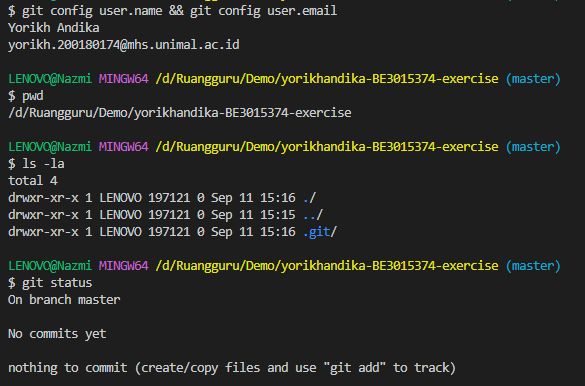 $ git config user.name && git config user.email
Yorikh Andika
yorikh.200180174@mhs.unimal.ac.id
LENOVO@Nazmi MINGW64 /d/Ruangguru/Demo/yorikhandika-BE3015374-exercise (master)
$ pwd
/d/Ruangguru/Demo/yorikhandika-BE3015374-exercise
LENOVO@Nazmi MINGW64 /d/Ruangguru/Demo/yorikhandika-BE3015374-exercise (master)
$ ls -la
total 4
drwxr-xr-x 1 LENOVO 197121 0 Sep 11 15:16 ./
drwxr-xr-x 1 LENOVO 197121 0 Sep 11 15:15 ../
drwxr-xr-x 1 LENOVO 197121 0 Sep 11 15:16 .git/
LENOVO@Nazmi MINGW64 /d/Ruangguru/Demo/yorikhandika-BE3015374-exercise (master)
$ git status
On branch master
No commits yet
nothing to commit (create/copy files and use "git add" to track)